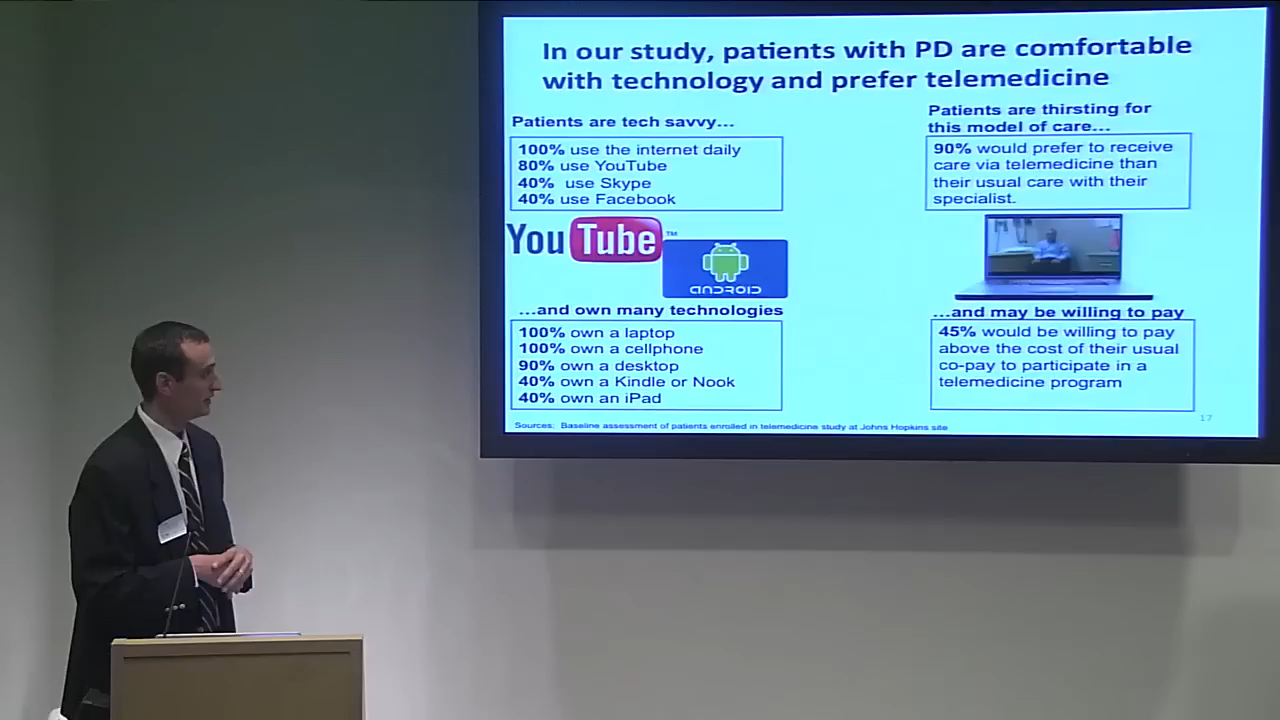 In our study, patients with PD are comfortable
with technology and prefer telemedicine
Patients are tech savvy...
100% use the internet daily
80% use YouTube
40% use Skype
40% use Facebook
YouTube™
android
...and own many technologies
100% own a laptop
100% own a cellphone
90% own a desktop
40% own a Kindle or Nook
40% own an iPad
Patients are thirsting for
this model of care...
90% would prefer to receive
care via telemedicine than
their usual care with their
specialist.
...and may be willing to pay
45% would be willing to pay
above the cost of their usual
co-pay to participate in a
telemedicine program
17
Sources: Baseline assessment of patients enrolled in telemedicine study at Johns Hopkins site